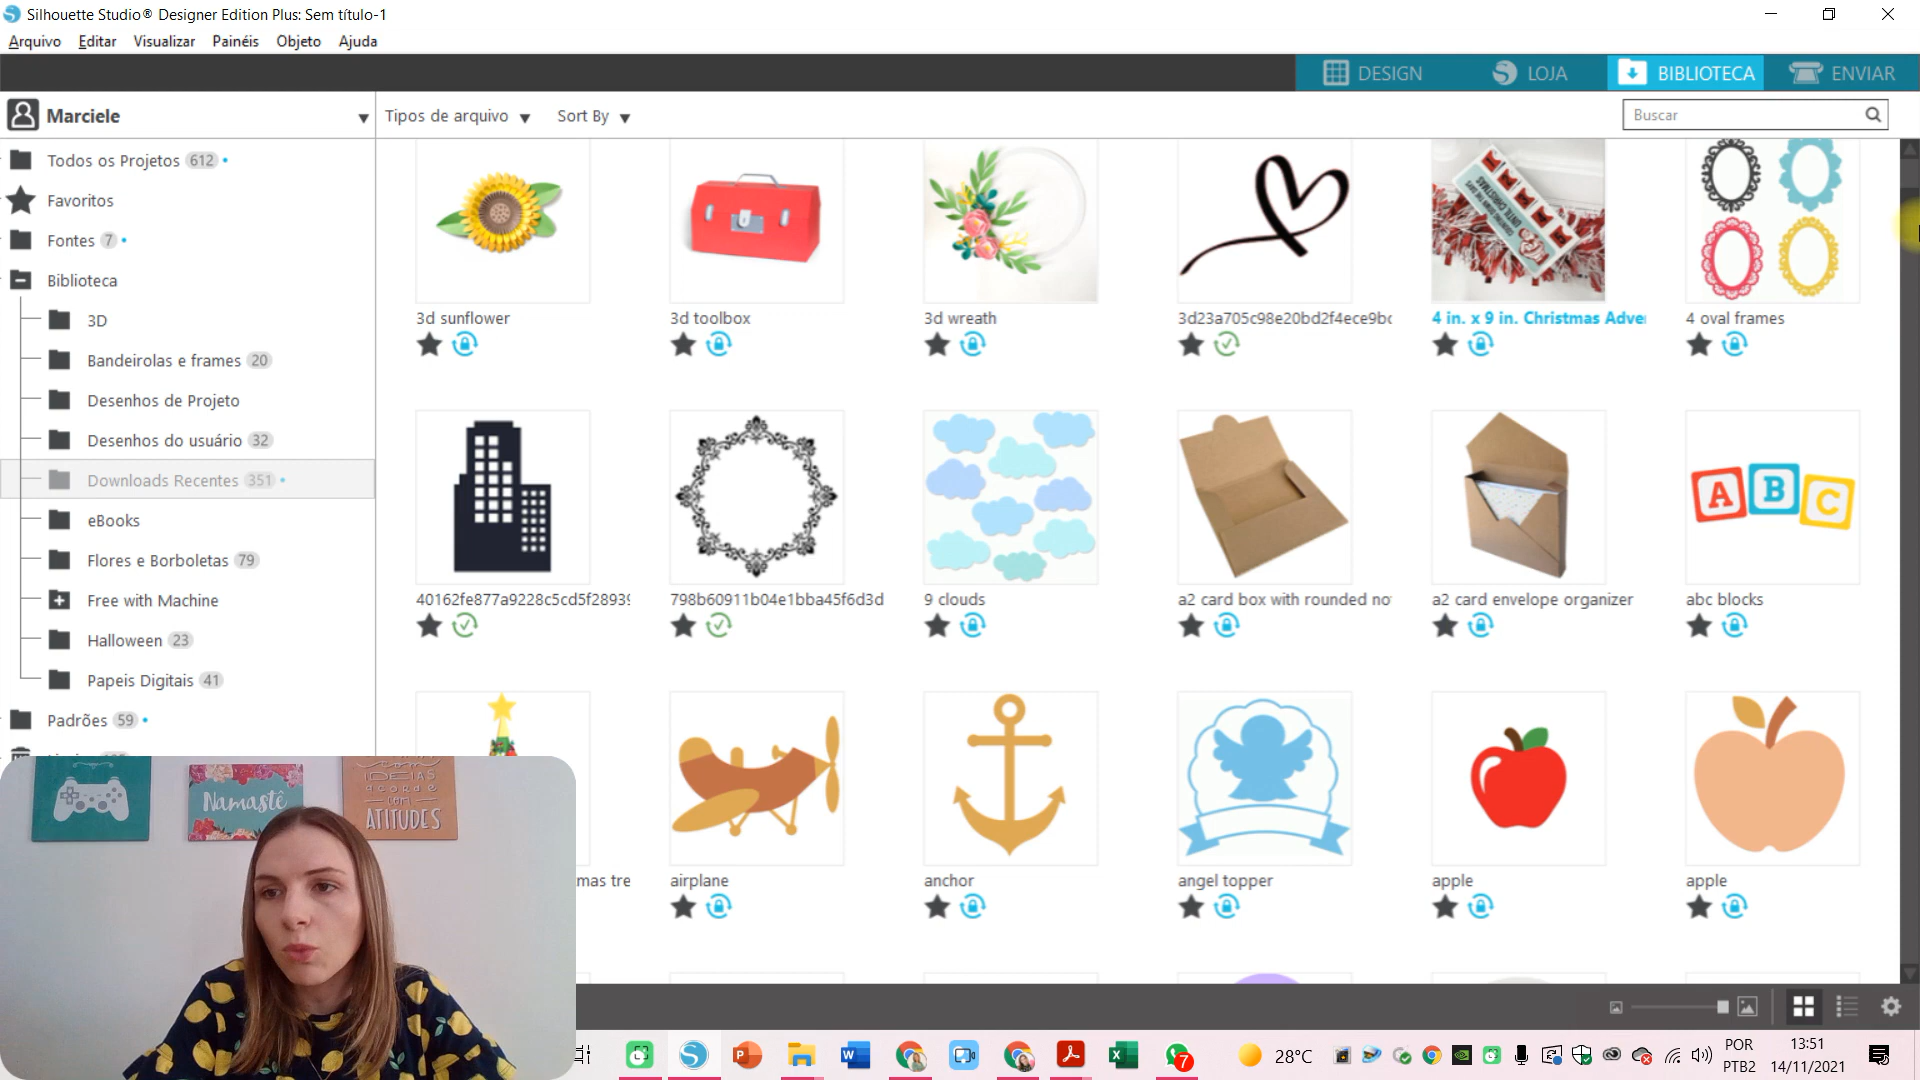 Silhouette Studio® Designer Edition Plus: Sem título-1
Arquivo Editar Visualizar Painéis Objeto Ajuda
DESIGN LOJA BIBLIOTECA ENVIAR
Marciele
Tipos de arquivo Sort By Buscar
Todos os Projetos 612
Favoritos
Fontes 7
Biblioteca
3D
Bandeirolas e frames 20
Desenhos de Projeto
Desenhos do usuário 32
Downloads Recentes 351
eBooks
Flores e Borboletas 79
Free with Machine
Halloween 23
Papeis Digitais 41
Padrões 59
3d sunflower 3d toolbox 3d wreath 3d23a705c98e20bd2f4ece9bc 4 in. x 9 in. Christmas Adve 4 oval frames
A B C
40162fe877a9228c5cd5f2893 798b60911b04e1bba45f6d3d 9 clouds a2 card box with rounded no a2 card envelope organizer abc blocks
mas tre airplane anchor angel topper apple apple
Namastê
IDEIAS
COM
ATITUDES
7
28°C
POR
PTB2
13:51
14/11/2021